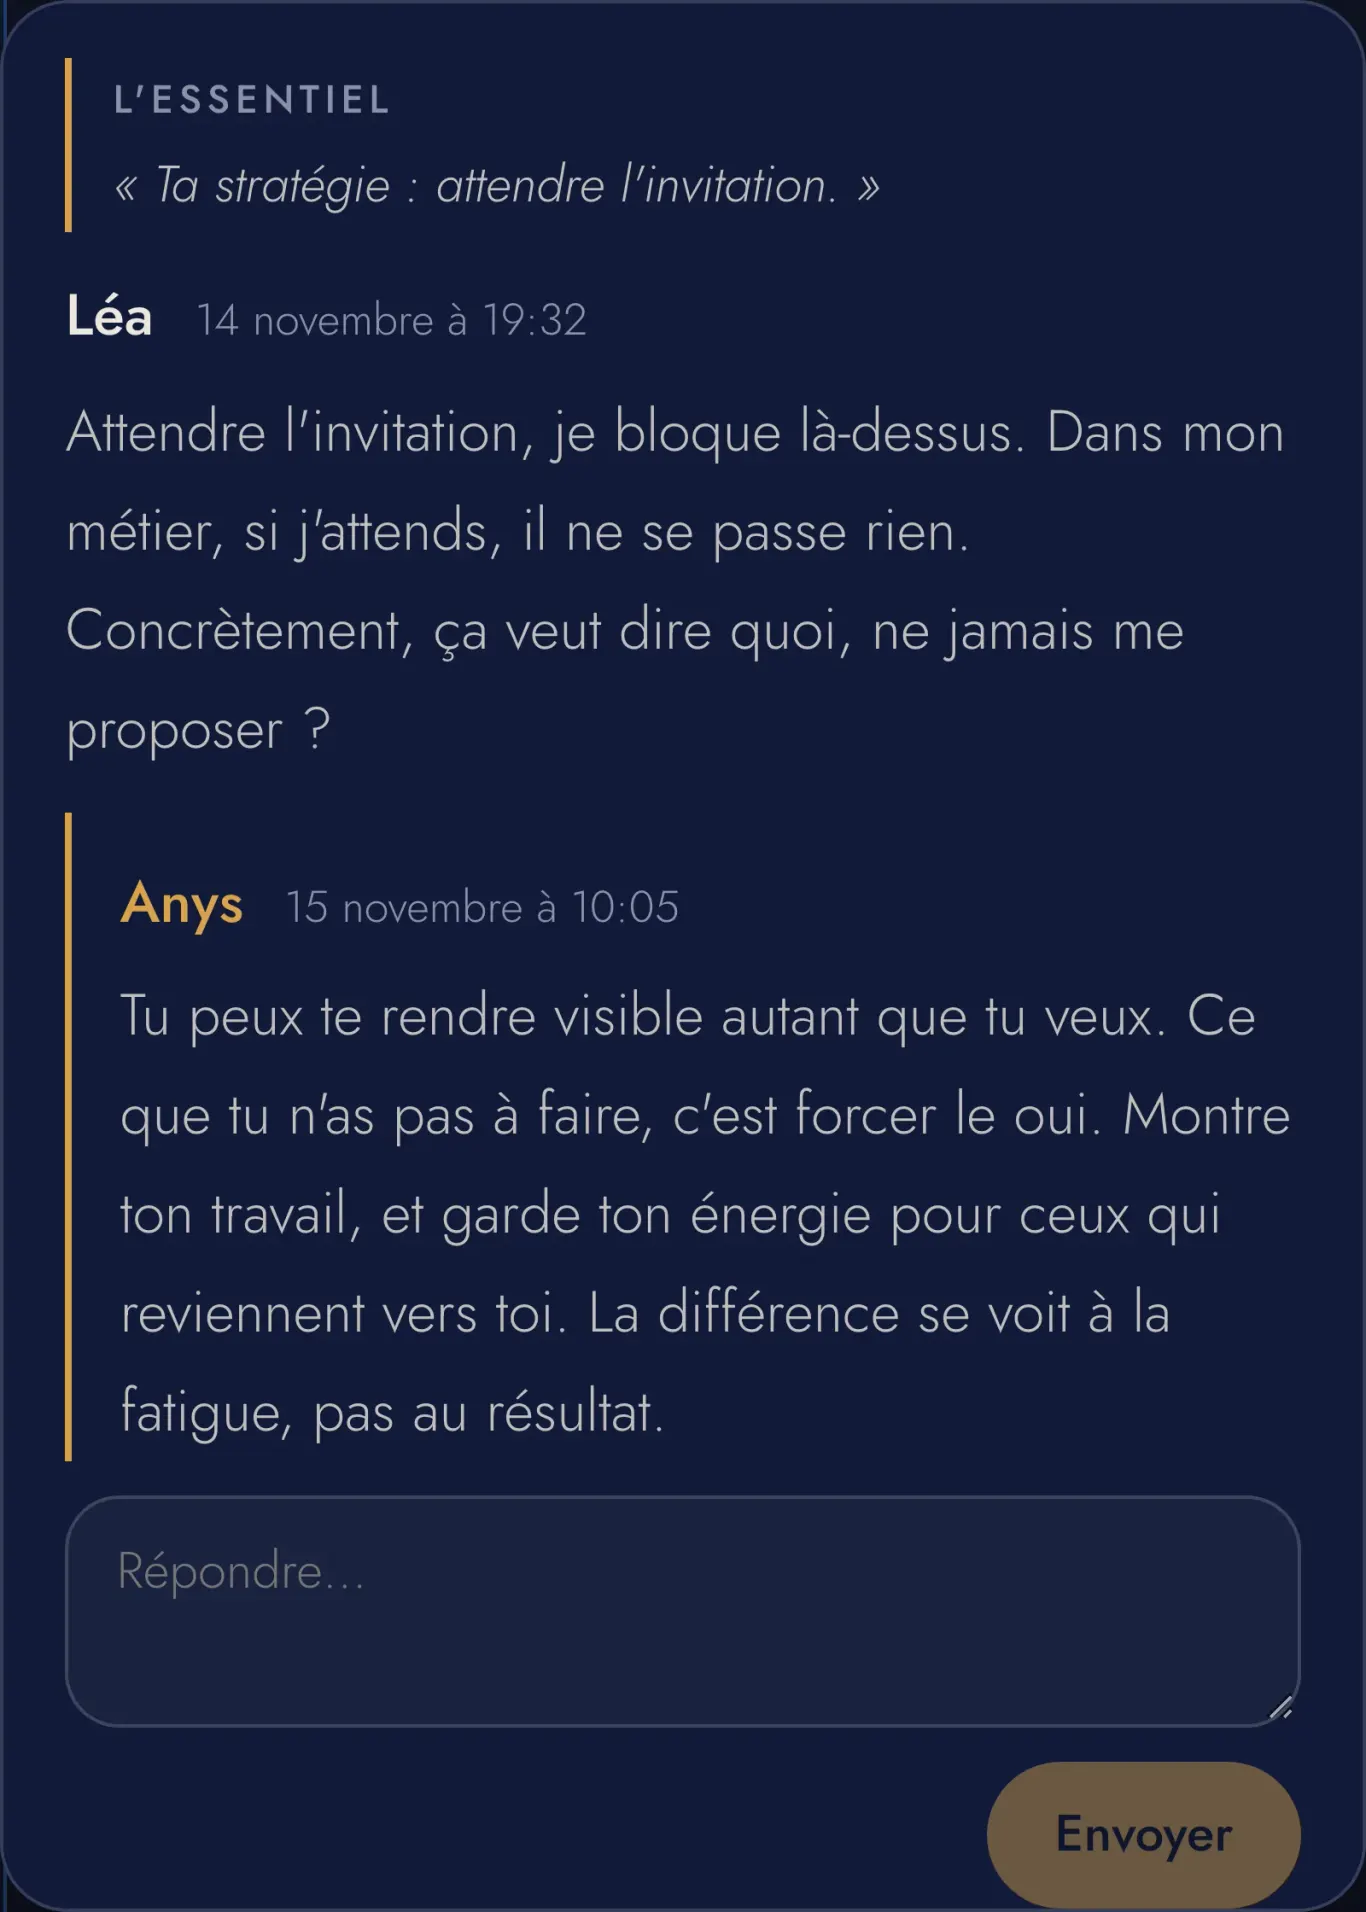 L'ESSENTIEL
« Ta stratégie : attendre l'invitation. »
Léa 14 novembre à 19:32
Attendre l'invitation, je bloque là-dessus. Dans mon
métier, si j'attends, il ne se passe rien.
Concrètement, ça veut dire quoi, ne jamais me
proposer ?
Anys 15 novembre à 10:05
Tu peux te rendre visible autant que tu veux. Ce
que tu n'as pas à faire, c'est forcer le oui. Montre
ton travail, et garde ton énergie pour ceux qui
reviennent vers toi. La différence se voit à la
fatigue, pas au résultat.
Répondre...
Envoyer